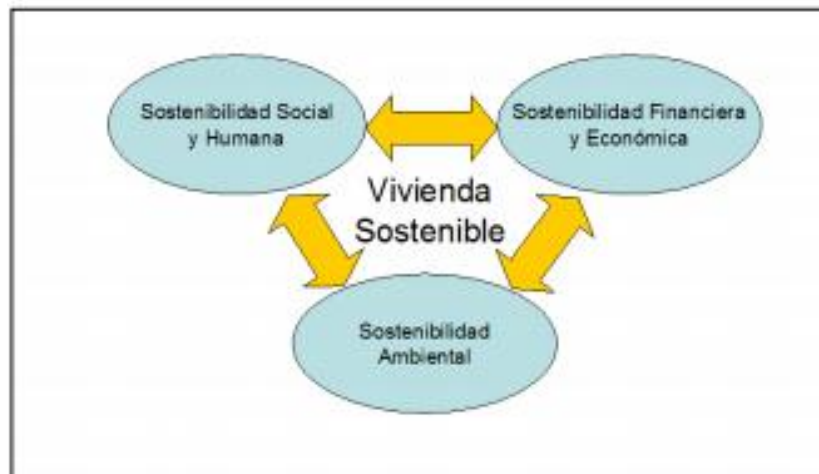 Sostenibilidad Social
y Humana
Sostenibilidad Financiera
y Económica
Vivienda
Sostenible
Sostenibilidad
Ambiental